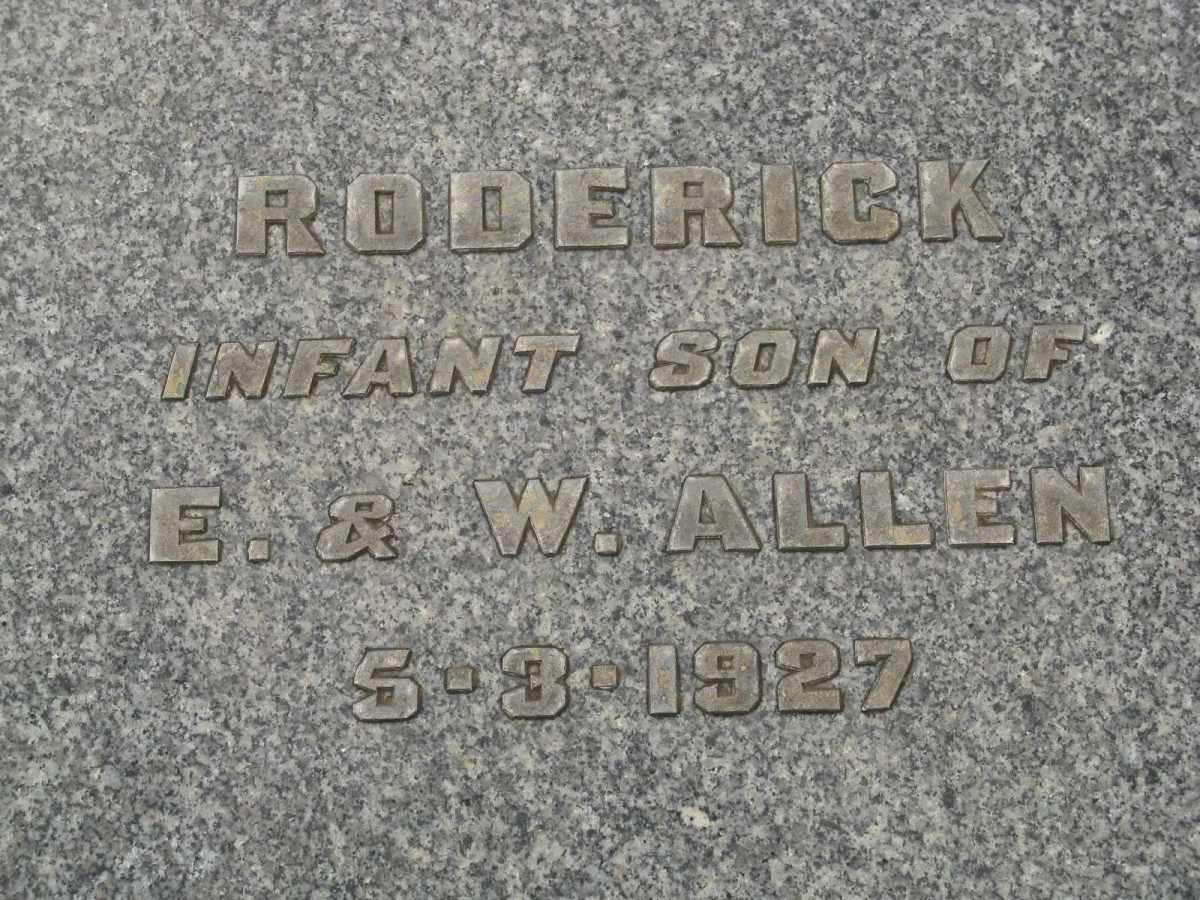 RODERICK
INFANT SON OF
E. & W. ALLEN
5·3·1927